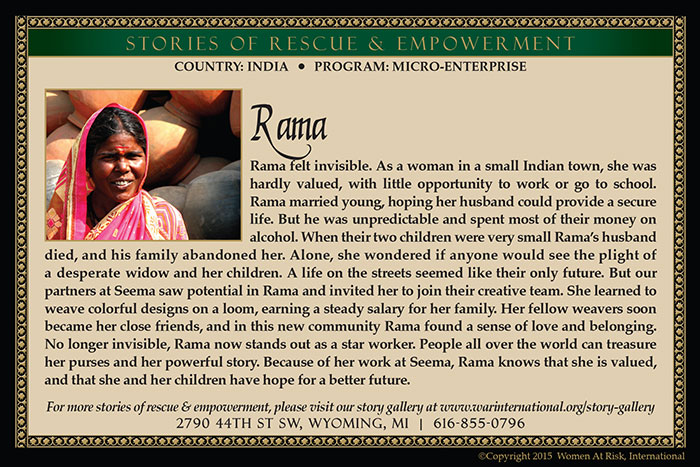 STORIES OF RESCUE & EMPOWERMENT
COUNTRY: INDIA • PROGRAM: MICRO-ENTERPRISE
Rama
Rama felt invisible. As a woman in a small Indian town, she was
hardly valued, with little opportunity to work or go to school.
Rama married young, hoping her husband could provide a secure
life. But he was unpredictable and spent most of their money on
alcohol. When their two children were very small Rama's husband
died, and his family abandoned her. Alone, she wondered if anyone would see the plight of
a desperate widow and her children. A life on the streets seemed like their only future. But our
partners at Seema saw potential in Rama and invited her to join their creative team. She learned to
weave colorful designs on a loom, earning a steady salary for her family. Her fellow weavers soon
became her close friends, and in this new community Rama found a sense of love and belonging.
No longer invisible, Rama now stands out as a star worker. People all over the world can treasure
her purses and her powerful story. Because of her work at Seema, Rama knows that she is valued,
and that she and her children have hope for a better future.
For more stories of rescue & empowerment, please visit our story gallery at www.warinternational.org/story-gallery
2790 44TH ST SW, WYOMING, MI | 616-855-0796
©Copyright 2015 Women At Risk, International